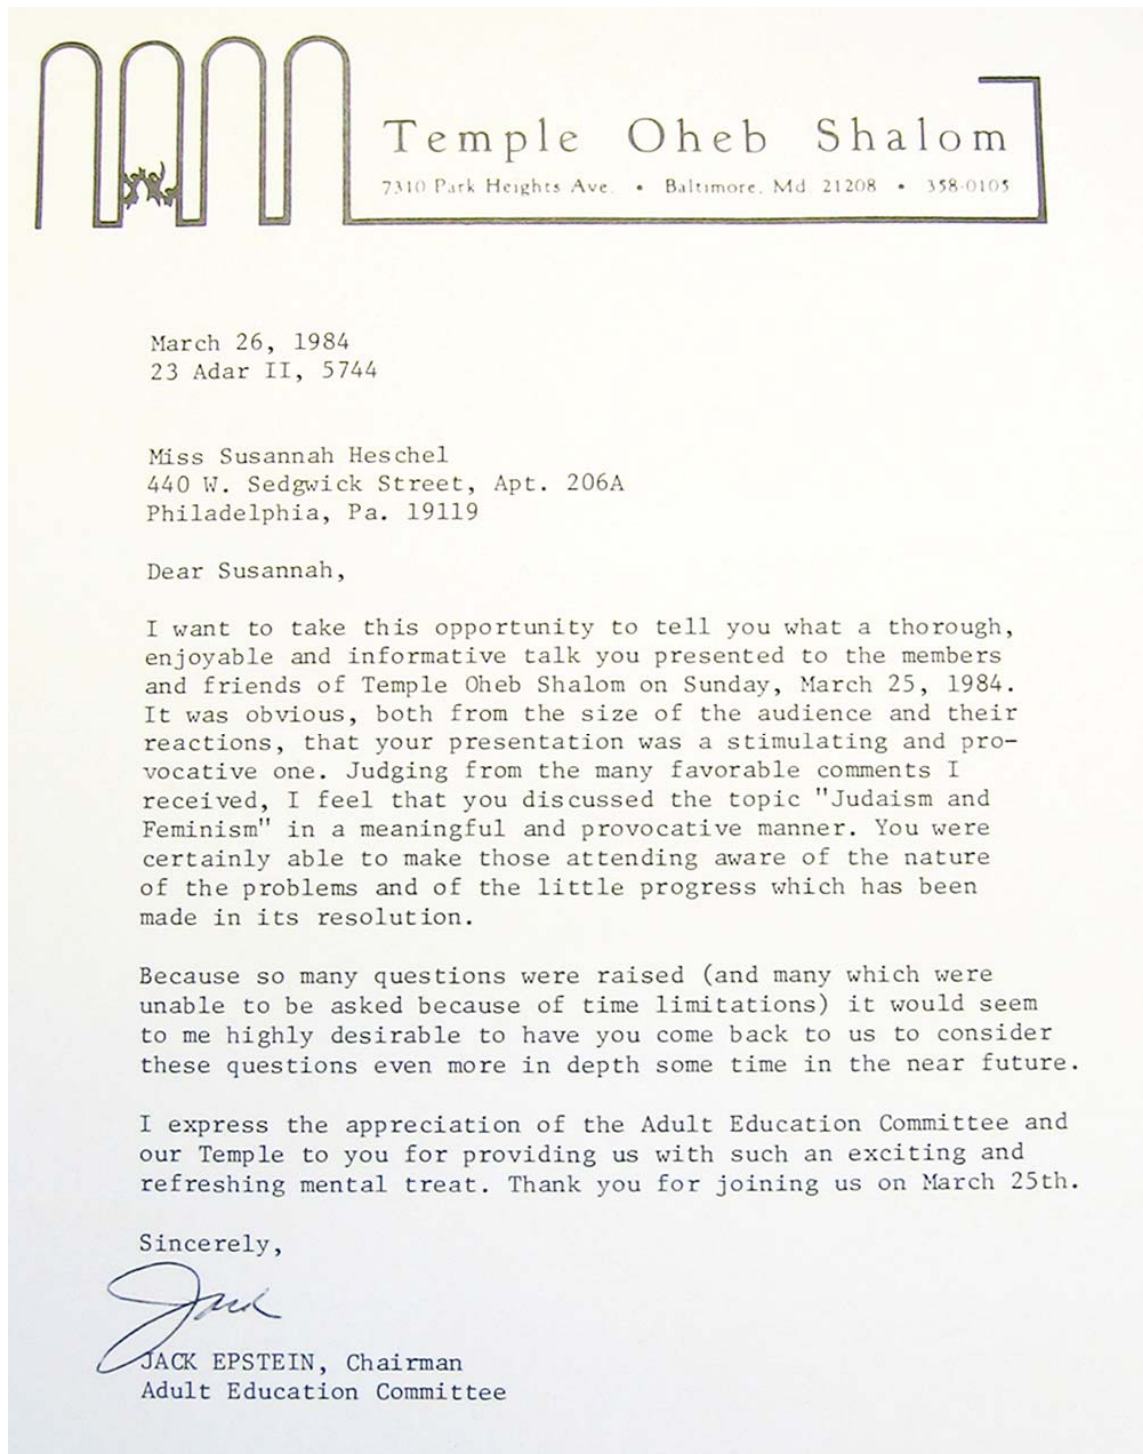 Temple Oheb Shalom
7310 Park Heights Ave. • Baltimore, Md 21208 • 358-0105
March 26, 1984
23 Adar II, 5744
Miss Susannah Heschel
440 W. Sedgwick Street, Apt. 206A
Philadelphia, Pa. 19119
Dear Susannah,
I want to take this opportunity to tell you what a thorough,
enjoyable and informative talk you presented to the members
and friends of Temple Oheb Shalom on Sunday, March 25, 1984.
It was obvious, both from the size of the audience and their
reactions, that your presentation was a stimulating and pro-
vocative one. Judging from the many favorable comments I
received, I feel that you discussed the topic "Judaism and
Feminism" in a meaningful and provocative manner. You were
certainly able to make those attending aware of the nature
of the problems and of the little progress which has been
made in its resolution.
Because so many questions were raised (and many which were
unable to be asked because of time limitations) it would seem
to me highly desirable to have you come back to us to consider
these questions even more in depth some time in the near future.
I express the appreciation of the Adult Education Committee and
our Temple to you for providing us with such an exciting and
refreshing mental treat. Thank you for joining us on March 25th.
Sincerely,
Jack
JACK EPSTEIN, Chairman
Adult Education Committee